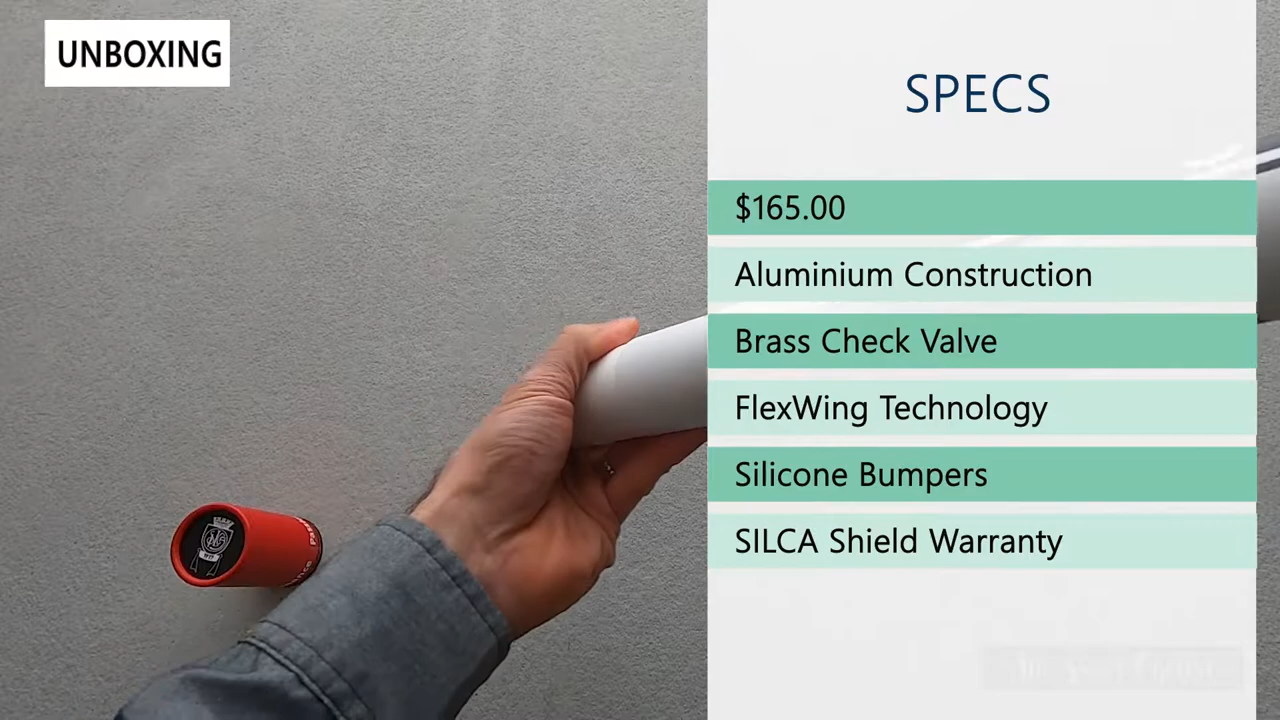 UNBOXING
SPECS
$165.00
Aluminium Construction
Brass Check Valve
FlexWing Technology
Silicone Bumpers
SILCA Shield Warranty